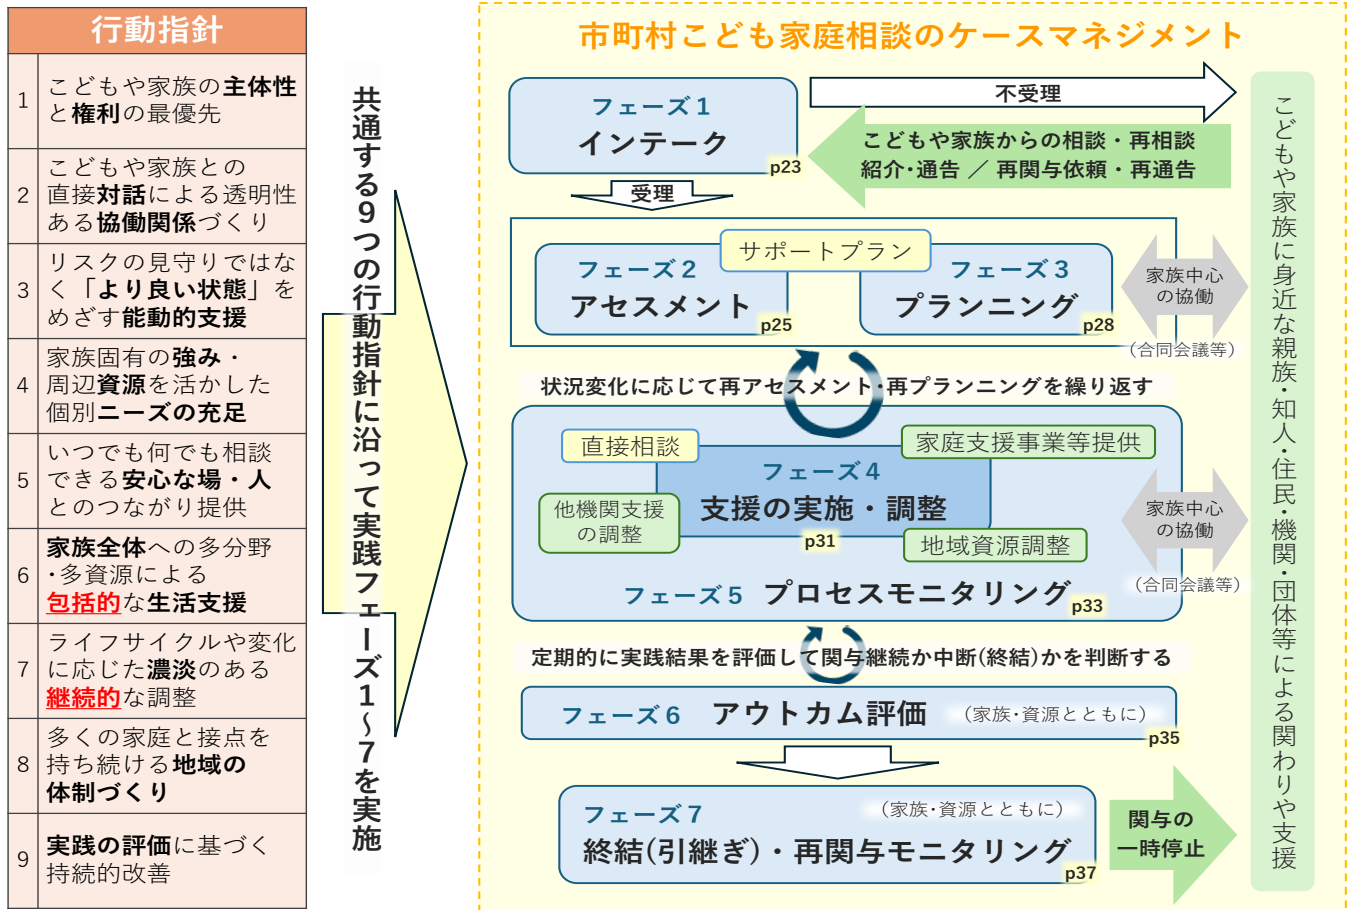 行動指針
1
こどもや家族の主体性
と権利の最優先
2
こどもや家族との
直接対話による透明性
ある協働関係づくり
3
リスクの見守りではな
く「より良い状態」を
めざす能動的支援
4
家族固有の強み・
周辺資源を活かした
個別ニーズの充足
5
いつでも何でも相談
できる安心な場・人
とのつながり提供
6
家族全体への多分野
・多資源による
包括的な生活支援
7
ライフサイクルや変化
に応じた濃淡のある
継続的な調整
8
多くの家庭と接点を
持ち続ける地域の
体制づくり
9
実践の評価に基づく
持続的改善
共通する9つの行動指針に沿って実践フェーズ1～7を実施
市町村こども家庭相談のケースマネジメント
フェーズ1
インテーク
p23
不受理
こどもや家族からの相談・再相談
紹介・通告 ／ 再関与依頼・再通告
受理
サポートプラン
フェーズ2
アセスメント
p25
フェーズ3
プランニング
p28
家族中心
の協働
(合同会議等)
状況変化に応じて再アセスメント・再プランニングを繰り返す
直接相談
家庭支援事業等提供
フェーズ4
支援の実施・調整
p31
他機関支援
の調整
地域資源調整
フェーズ5 プロセスモニタリング
p33
家族中心
の協働
(合同会議等)
定期的に実践結果を評価して関与継続か中断(終結)かを判断する
フェーズ6 アウトカム評価 (家族・資源とともに)
p35
フェーズ7 (家族・資源とともに)
終結(引継ぎ)・再関与モニタリング
p37
関与の
一時停止
こどもや家族に身近な親族・知人・住民・機関・団体等による関わりや支援